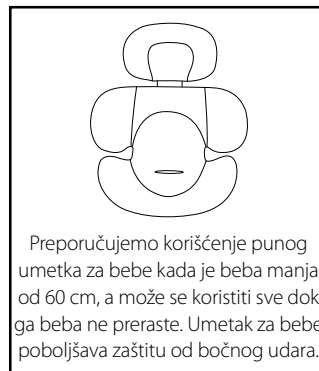 Preporučujemo korišćenje punog
umetka za bebe kada je beba manja
od 60 cm, a može se koristiti sve dok
ga beba ne preraste. Umetak za bebe
poboljšava zaštitu od bočnog udara.